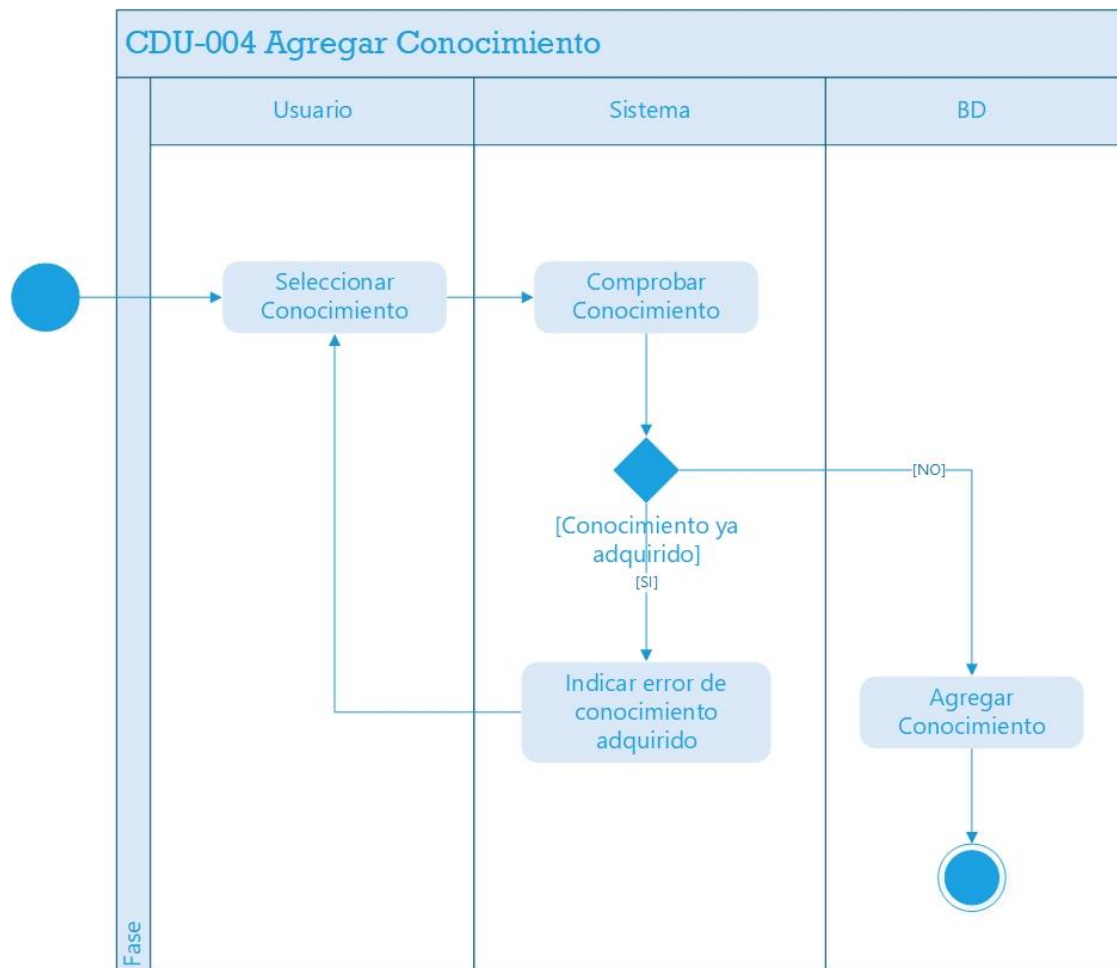 CDU-004 Agregar Conocimiento
Usuario
Sistema
BD
Seleccionar
Conocimiento
Comprobar
Conocimiento
[NO]
[Conocimiento ya
adquirido]
[SI]
Indicar error de
conocimiento
adquirido
Agregar
Conocimiento
Fase